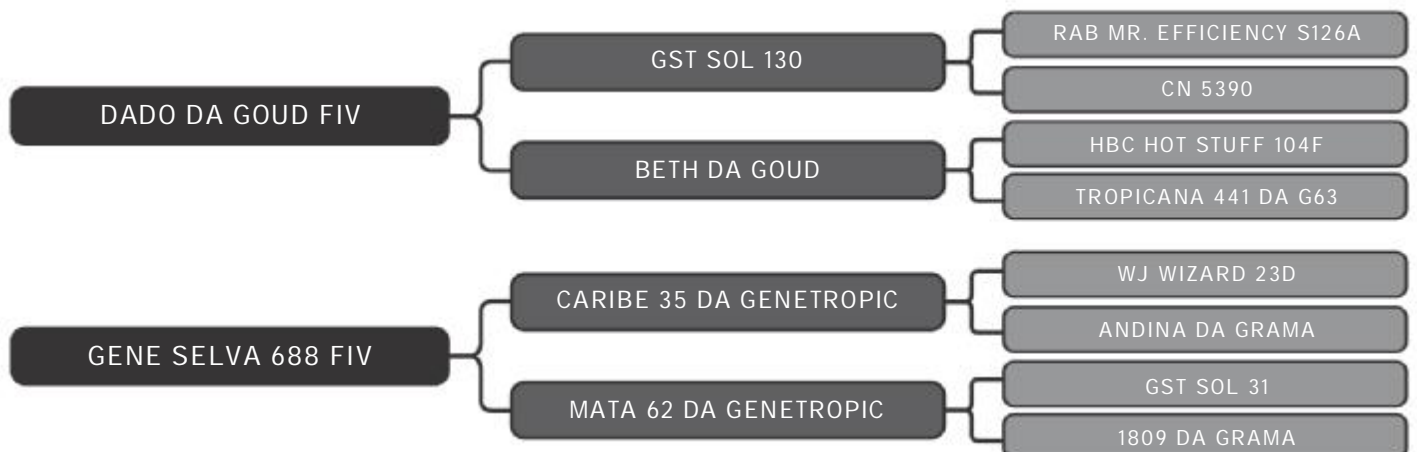 RAB MR. EFFICIENCY S126A
GST SOL 130
CN 5390
DADO DA GOUD FIV
HBC HOT STUFF 104F
BETH DA GOUD
TROPICANA 441 DA G63
WJ WIZARD 23D
CARIBE 35 DA GENETROPIC
ANDINA DA GRAMA
GENE SELVA 688 FIV
GST SOL 31
MATA 62 DA GENETROPIC
1809 DA GRAMA